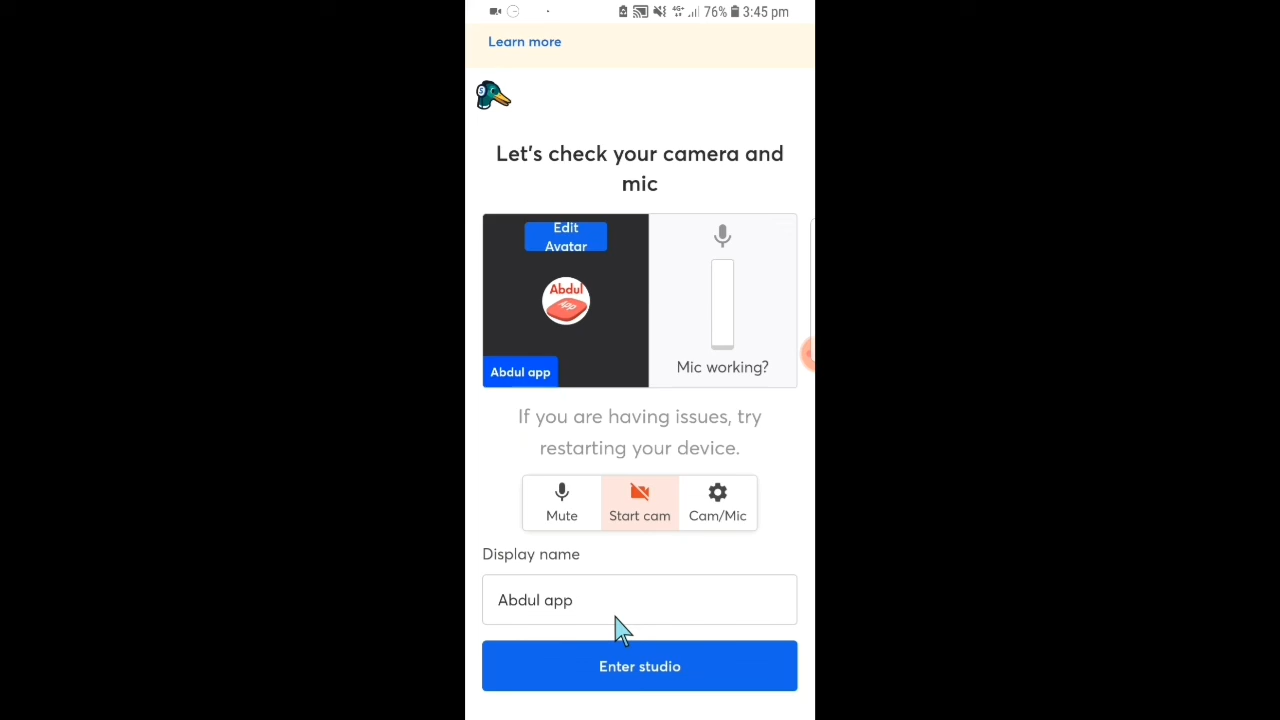 4G+ 76% 3:45 pm
Learn more
S
Let's check your camera and
mic
Edit
Avatar
Abdul
App
Abdul app
Mic working?
If you are having issues, try
restarting your device.
Mute Start cam Cam/Mic
Display name
Abdul app
Enter studio